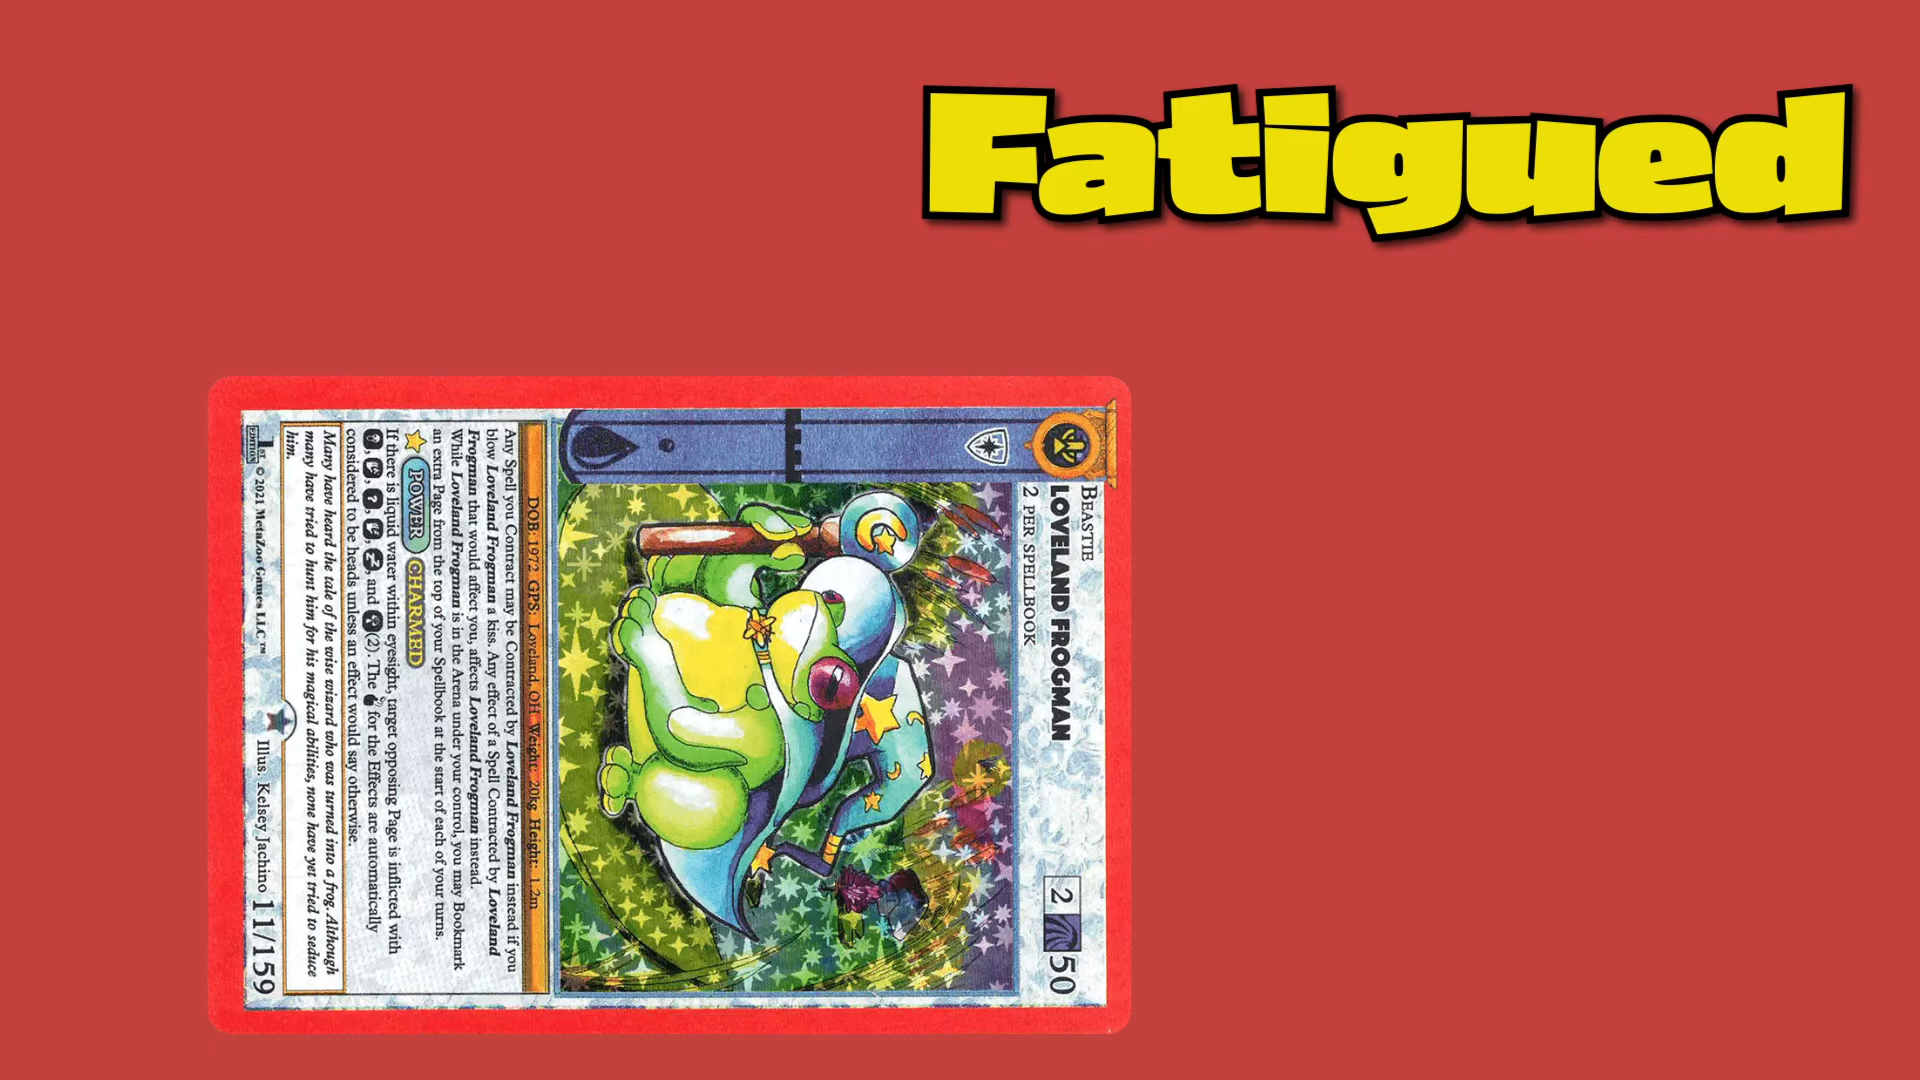 Fatigued
BEASTIE
LOVELAND FROGMAN
2 PER SPELLBOOK
2 50
DOB: 1972 GPS: Loveland, OH Weight: 20kg Height: 1.2m
Any Spell you Contract may be Contracted by Loveland Frogman instead if you
blow Loveland Frogman a kiss. Any effect of a Spell Contracted by Loveland
Frogman that would affect you, affects Loveland Frogman instead.
While Loveland Frogman is in the Arena under your control, you may Bookmark
an extra Page from the top of your Spellbook at the start of each of your turns.
POWER CHARMED
If there is liquid water within eyesight, target opposing Page is inflicted with
, , ?, , , and (2). The for the Effects are automatically
considered to be heads unless an effect would say otherwise.
Many have heard the tale of the wise wizard who was turned into a frog. Although
many have tried to hunt him for his magical abilities, none have yet tried to seduce
him.
1ST EDITION © 2021 MetaZoo Games LLC ™ Illus. Kelsey Jachino 11/159